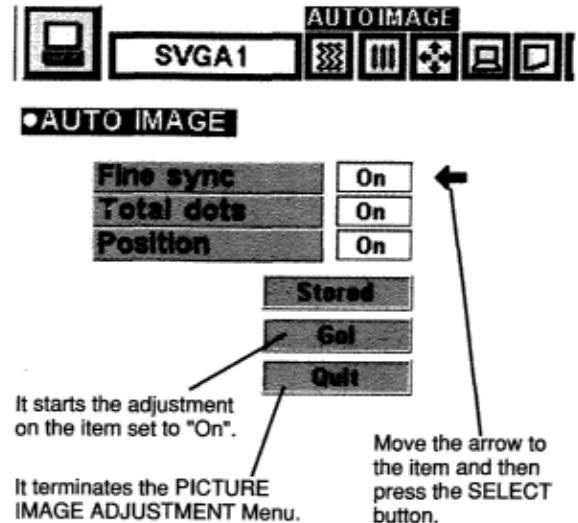 AUTO IMAGE
SVGA1
•AUTO IMAGE
Fine sync On
Total dots On
Position On
Stored
Go!
Quit
It starts the adjustment
on the item set to "On".
It terminates the PICTURE
IMAGE ADJUSTMENT Menu.
Move the arrow to
the item and then
press the SELECT
button.